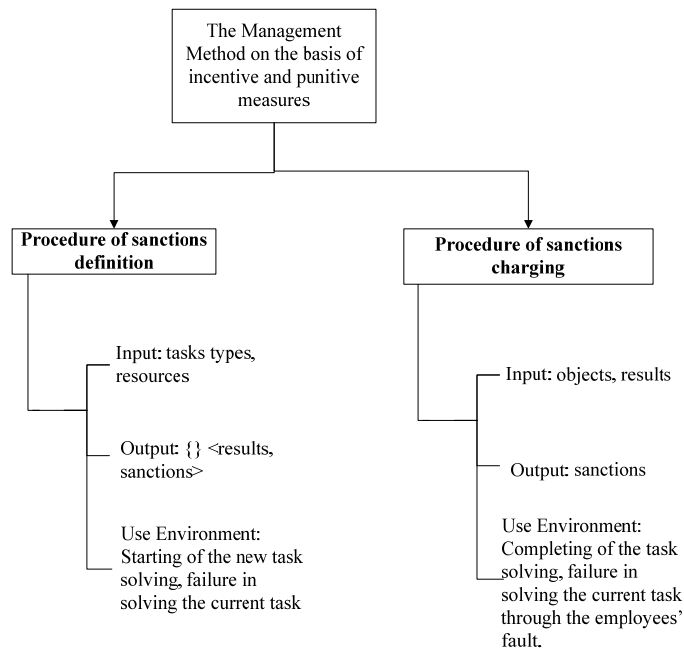 The Management
Method on the basis of
incentive and punitive
measures
Procedure of sanctions
definition
Input: tasks types,
resources
Output: {} <results,
sanctions>
Use Environment:
Starting of the new task
solving, failure in
solving the current task
Procedure of sanctions
charging
Input: objects, results
Output: sanctions
Use Environment:
Completing of the task
solving, failure in
solving the current task
through the employees’
fault.